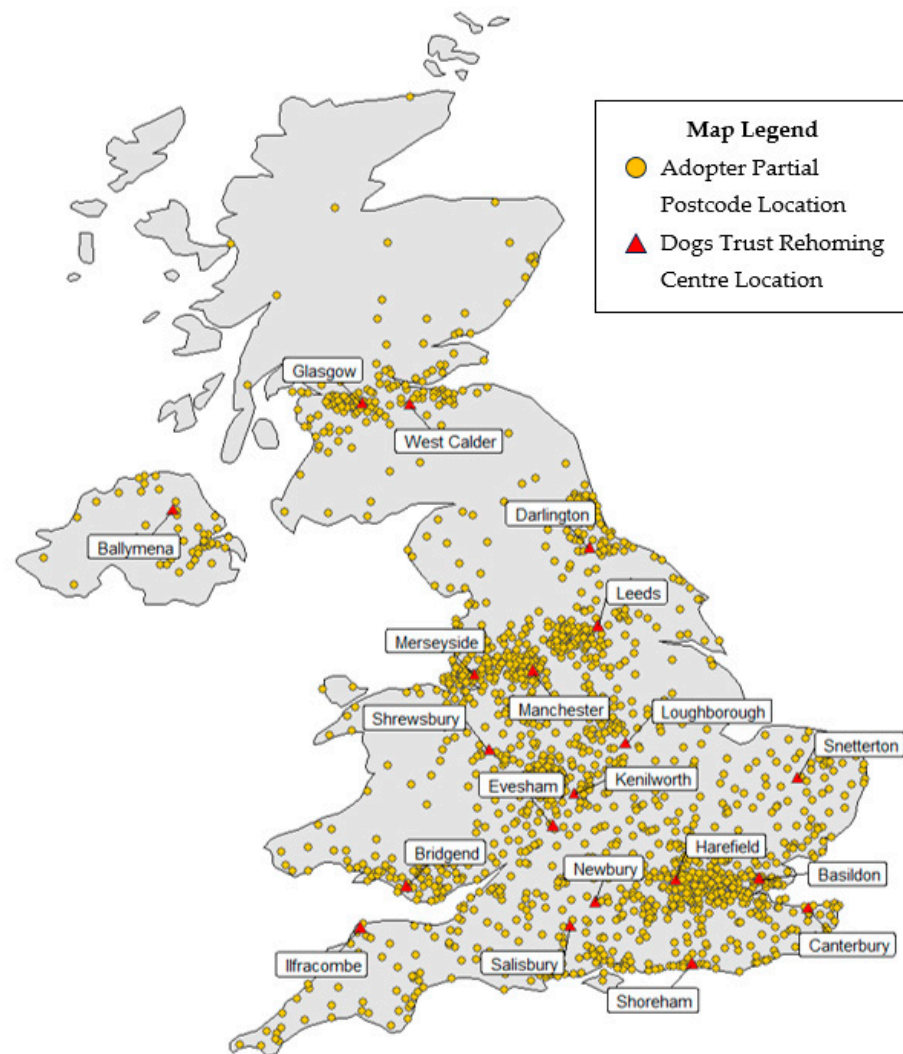 Map Legend
Adopter Partial
Postcode Location
Dogs Trust Rehoming
Centre Location
Glasgow
West Calder
Darlington
Ballymena
Leeds
Merseyside
Manchester
Loughborough
Shrewsbury
Snetterton
Evesham
Kenilworth
Harefield
Bridgend
Newbury
Basildon
Canterbury
Ilfracombe
Salisbury
Shoreham